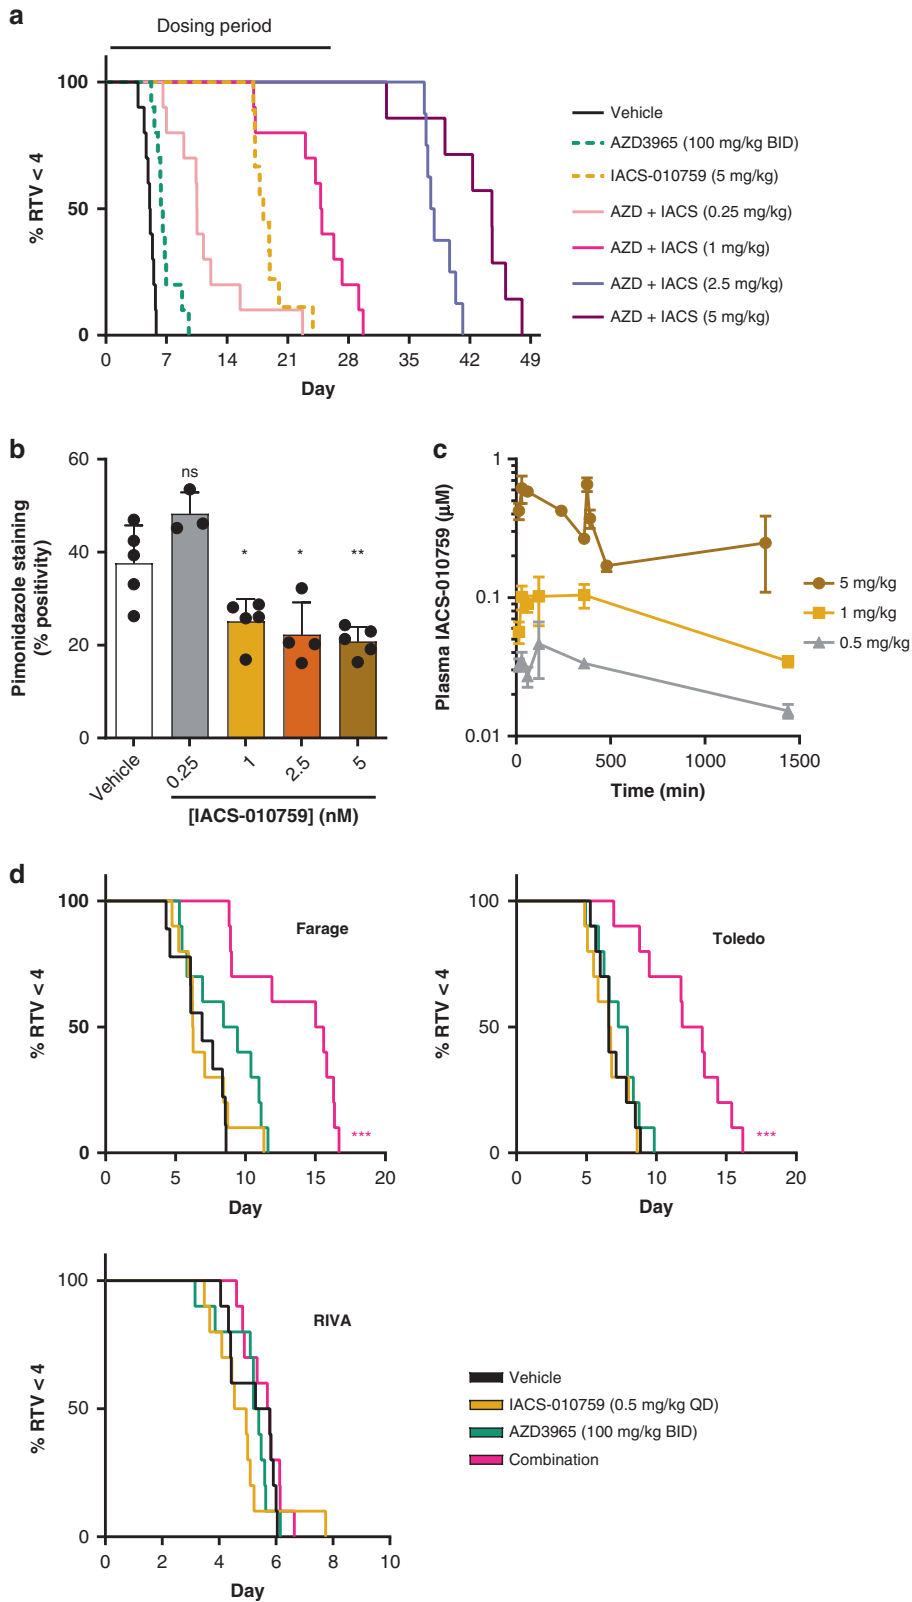 a
Dosing period
100
50
0
% RTV < 4
0 7 14 21 28 35 42 49
Day
Vehicle
AZD3965 (100 mg/kg BID)
IACS-010759 (5 mg/kg)
AZD + IACS (0.25 mg/kg)
AZD + IACS (1 mg/kg)
AZD + IACS (2.5 mg/kg)
AZD + IACS (5 mg/kg)
b
60
40
20
0
Pimonidazole staining
(% positivity)
ns
* * **
Vehicle 0.25 1 2.5 5
[IACS-010759] (nM)
c
1
0.1
0.01
Plasma IACS-010759 (μM)
0 500 1000 1500
Time (min)
5 mg/kg
1 mg/kg
0.5 mg/kg
d
100
50
0
% RTV < 4
Farage
***
0 5 10 15 20
Day
100
50
0
% RTV < 4
Toledo
***
0 5 10 15 20
Day
100
50
0
% RTV < 4
RIVA
0 2 4 6 8 10
Day
Vehicle
IACS-010759 (0.5 mg/kg QD)
AZD3965 (100 mg/kg BID)
Combination